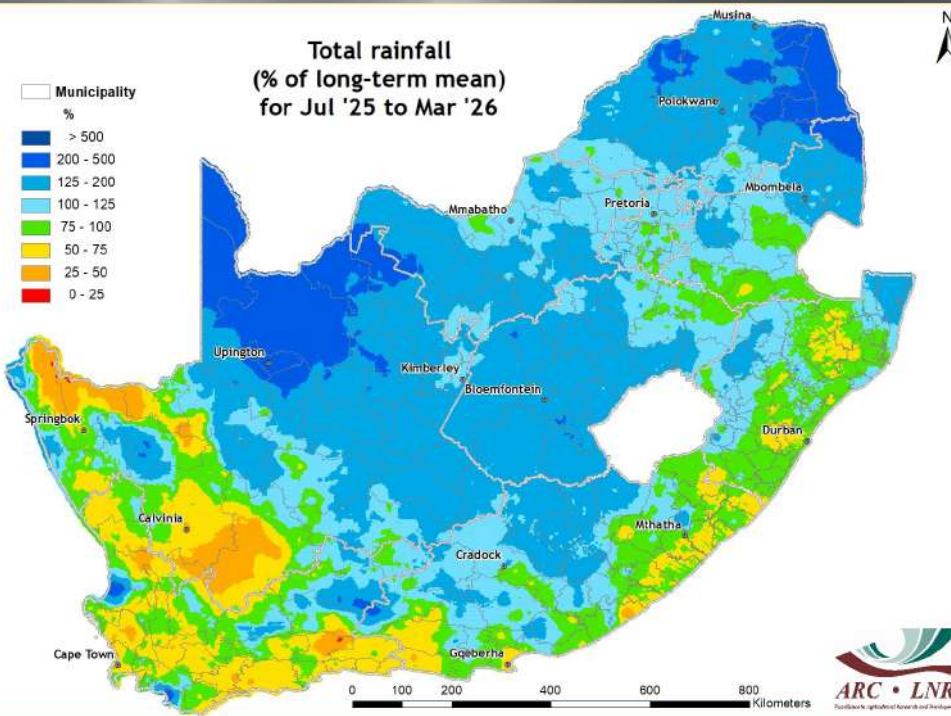 Total rainfall
(% of long-term mean)
for Jul '25 to Mar '26
N
Municipality
%
> 500
200 - 500
125 - 200
100 - 125
75 - 100
50 - 75
25 - 50
0 - 25
Musina
Polokwane
Mbombela
Pretoria
Mmabatho
Upington
Kimberley
Bloemfontein
Springbok
Durban
Calvinia
Mthatha
Cradock
Cape Town
Gqeberha
0 100 200 400 600 800
Kilometers
ARC • LNR